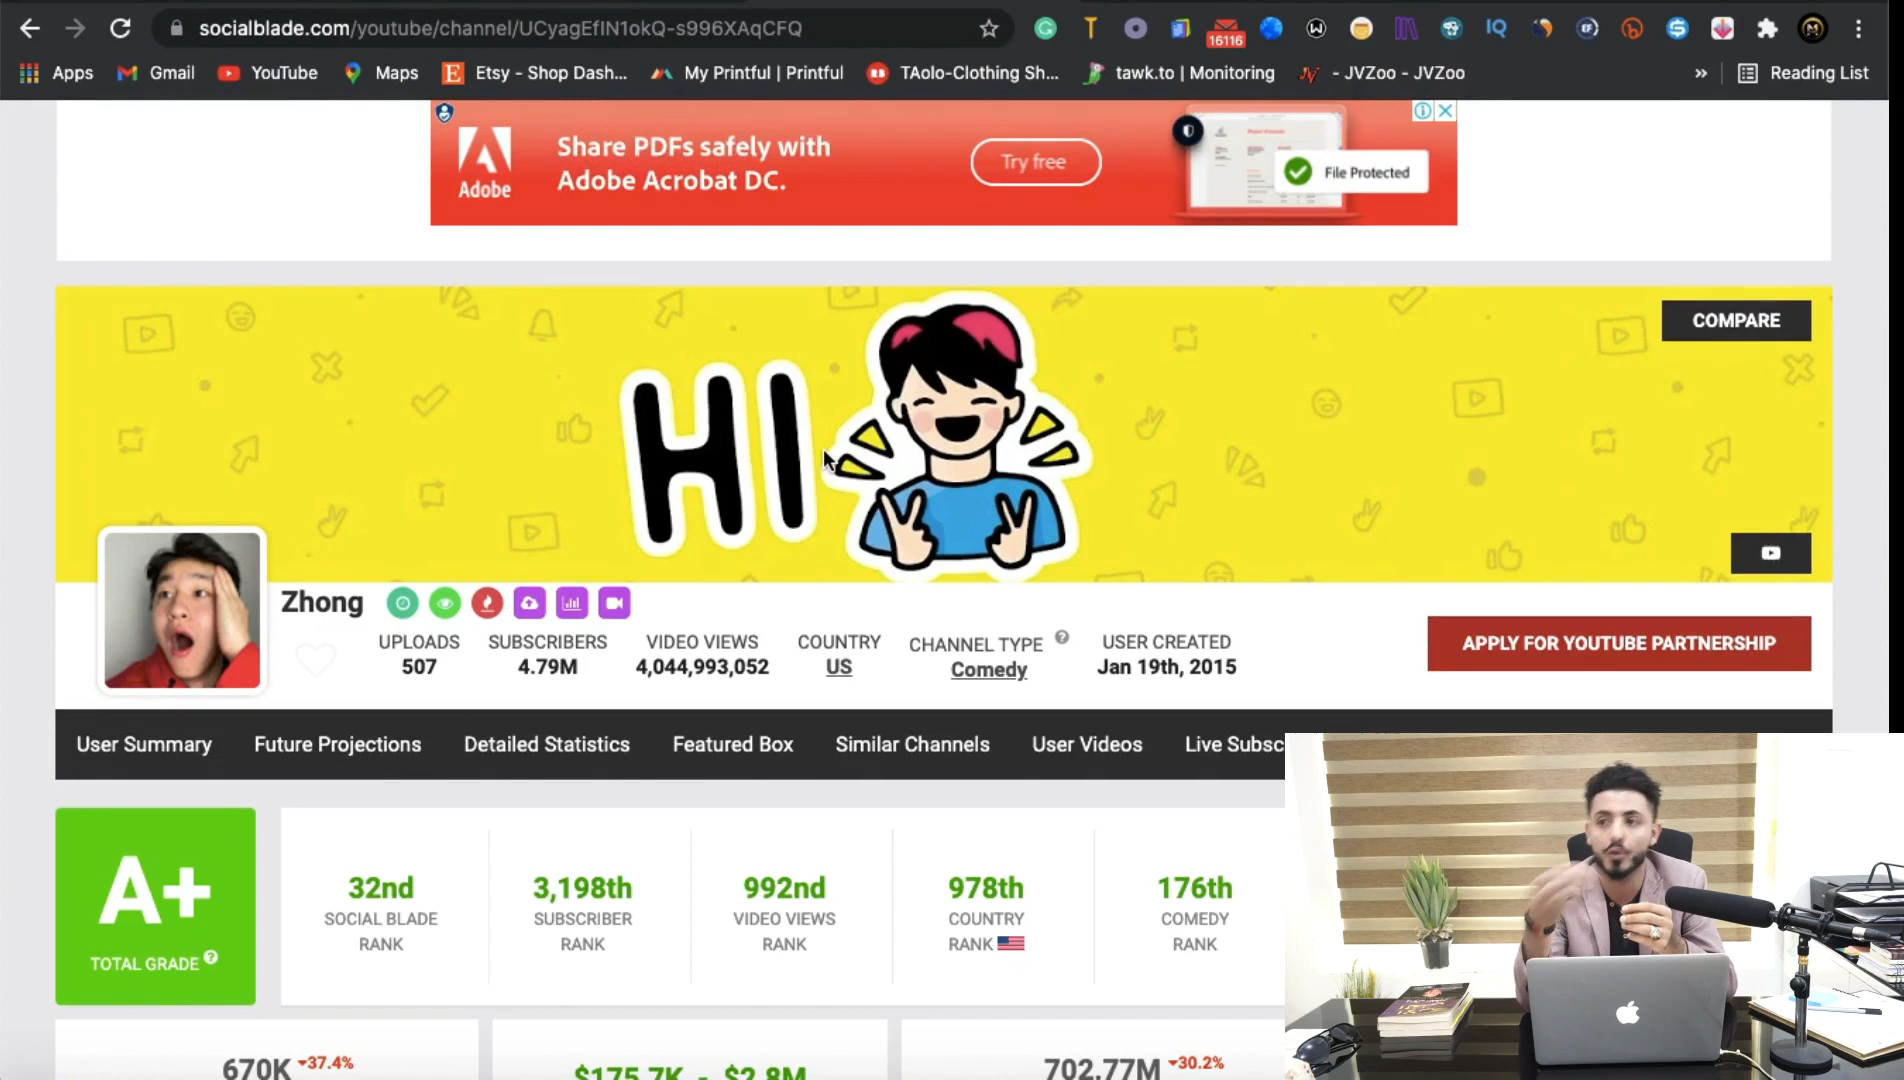 socialblade.com/youtube/channel/UCyagEfIN1okQ-s996XAqCFQ
16116
Apps
Gmail
YouTube
Maps
Etsy - Shop Dash...
My Printful | Printful
TAolo-Clothing Sh...
tawk.to | Monitoring
- JVZoo - JVZoo
»
Reading List
Adobe
Share PDFs safely with
Adobe Acrobat DC.
Try free
File Protected
COMPARE
HI
Zhong
UPLOADS
507
SUBSCRIBERS
4.79M
VIDEO VIEWS
4,044,993,052
COUNTRY
US
CHANNEL TYPE
Comedy
USER CREATED
Jan 19th, 2015
APPLY FOR YOUTUBE PARTNERSHIP
User Summary
Future Projections
Detailed Statistics
Featured Box
Similar Channels
User Videos
Live Subsc
A+
TOTAL GRADE
32nd
SOCIAL BLADE
RANK
3,198th
SUBSCRIBER
RANK
992nd
VIDEO VIEWS
RANK
978th
COUNTRY
RANK
176th
COMEDY
RANK
670K -37.4%
$175.7K - $2.8M
702.77M -30.2%